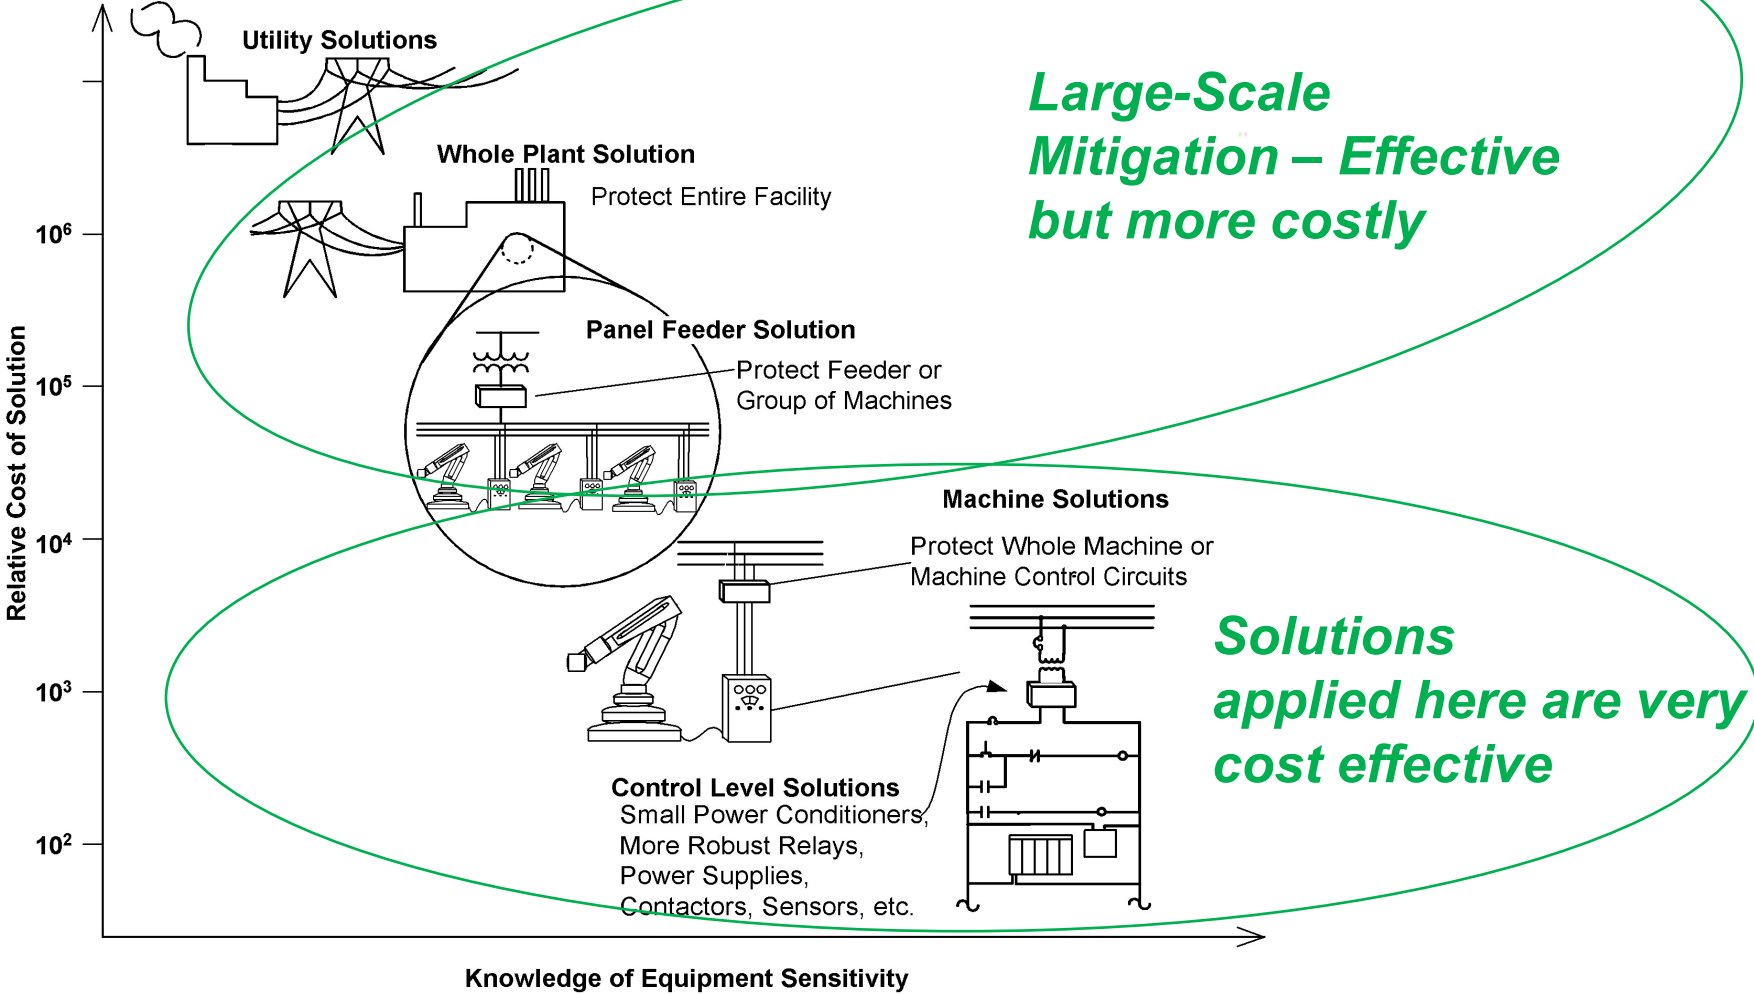 Utility Solutions
Large-Scale
Mitigation – Effective
but more costly
Whole Plant Solution
Protect Entire Facility
10⁶
Panel Feeder Solution
Protect Feeder or
Group of Machines
10⁵
Relative Cost of Solution
Machine Solutions
Protect Whole Machine or
Machine Control Circuits
10⁴
Solutions
applied here are very
cost effective
10³
Control Level Solutions
Small Power Conditioners,
More Robust Relays,
Power Supplies,
Contactors, Sensors, etc.
10²
Knowledge of Equipment Sensitivity